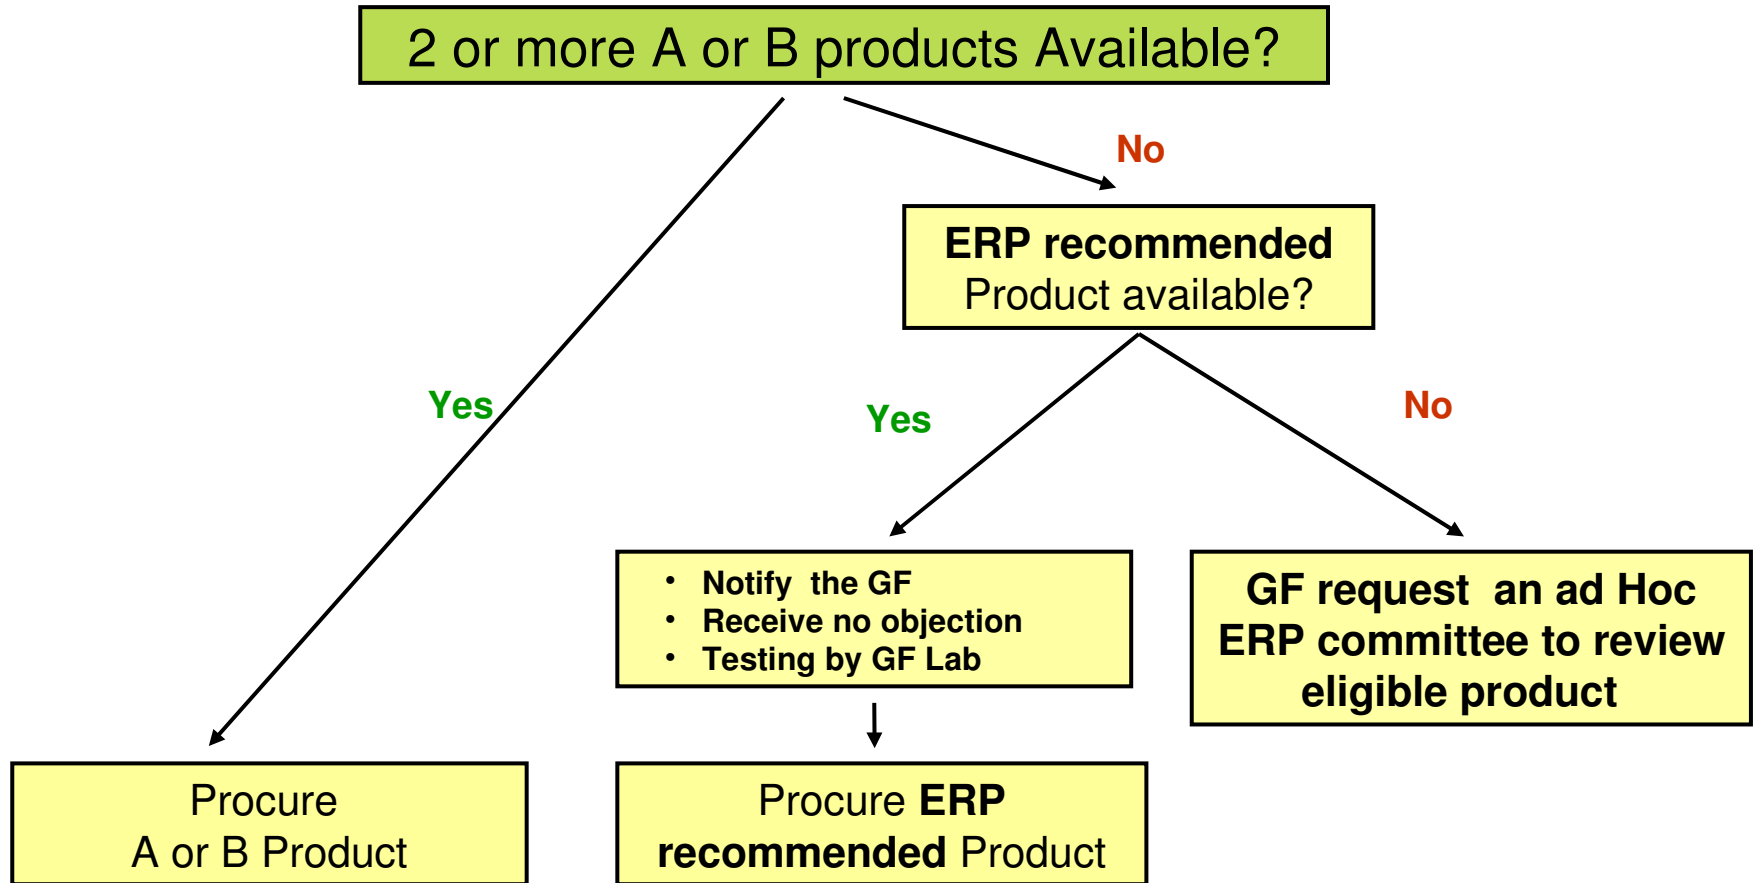 2 or more A or B products Available?
No
ERP recommended
Product available?
Yes
Yes
No
• Notify the GF
• Receive no objection
• Testing by GF Lab
GF request an ad Hoc
ERP committee to review
eligible product
Procure
A or B Product
Procure ERP
recommended Product